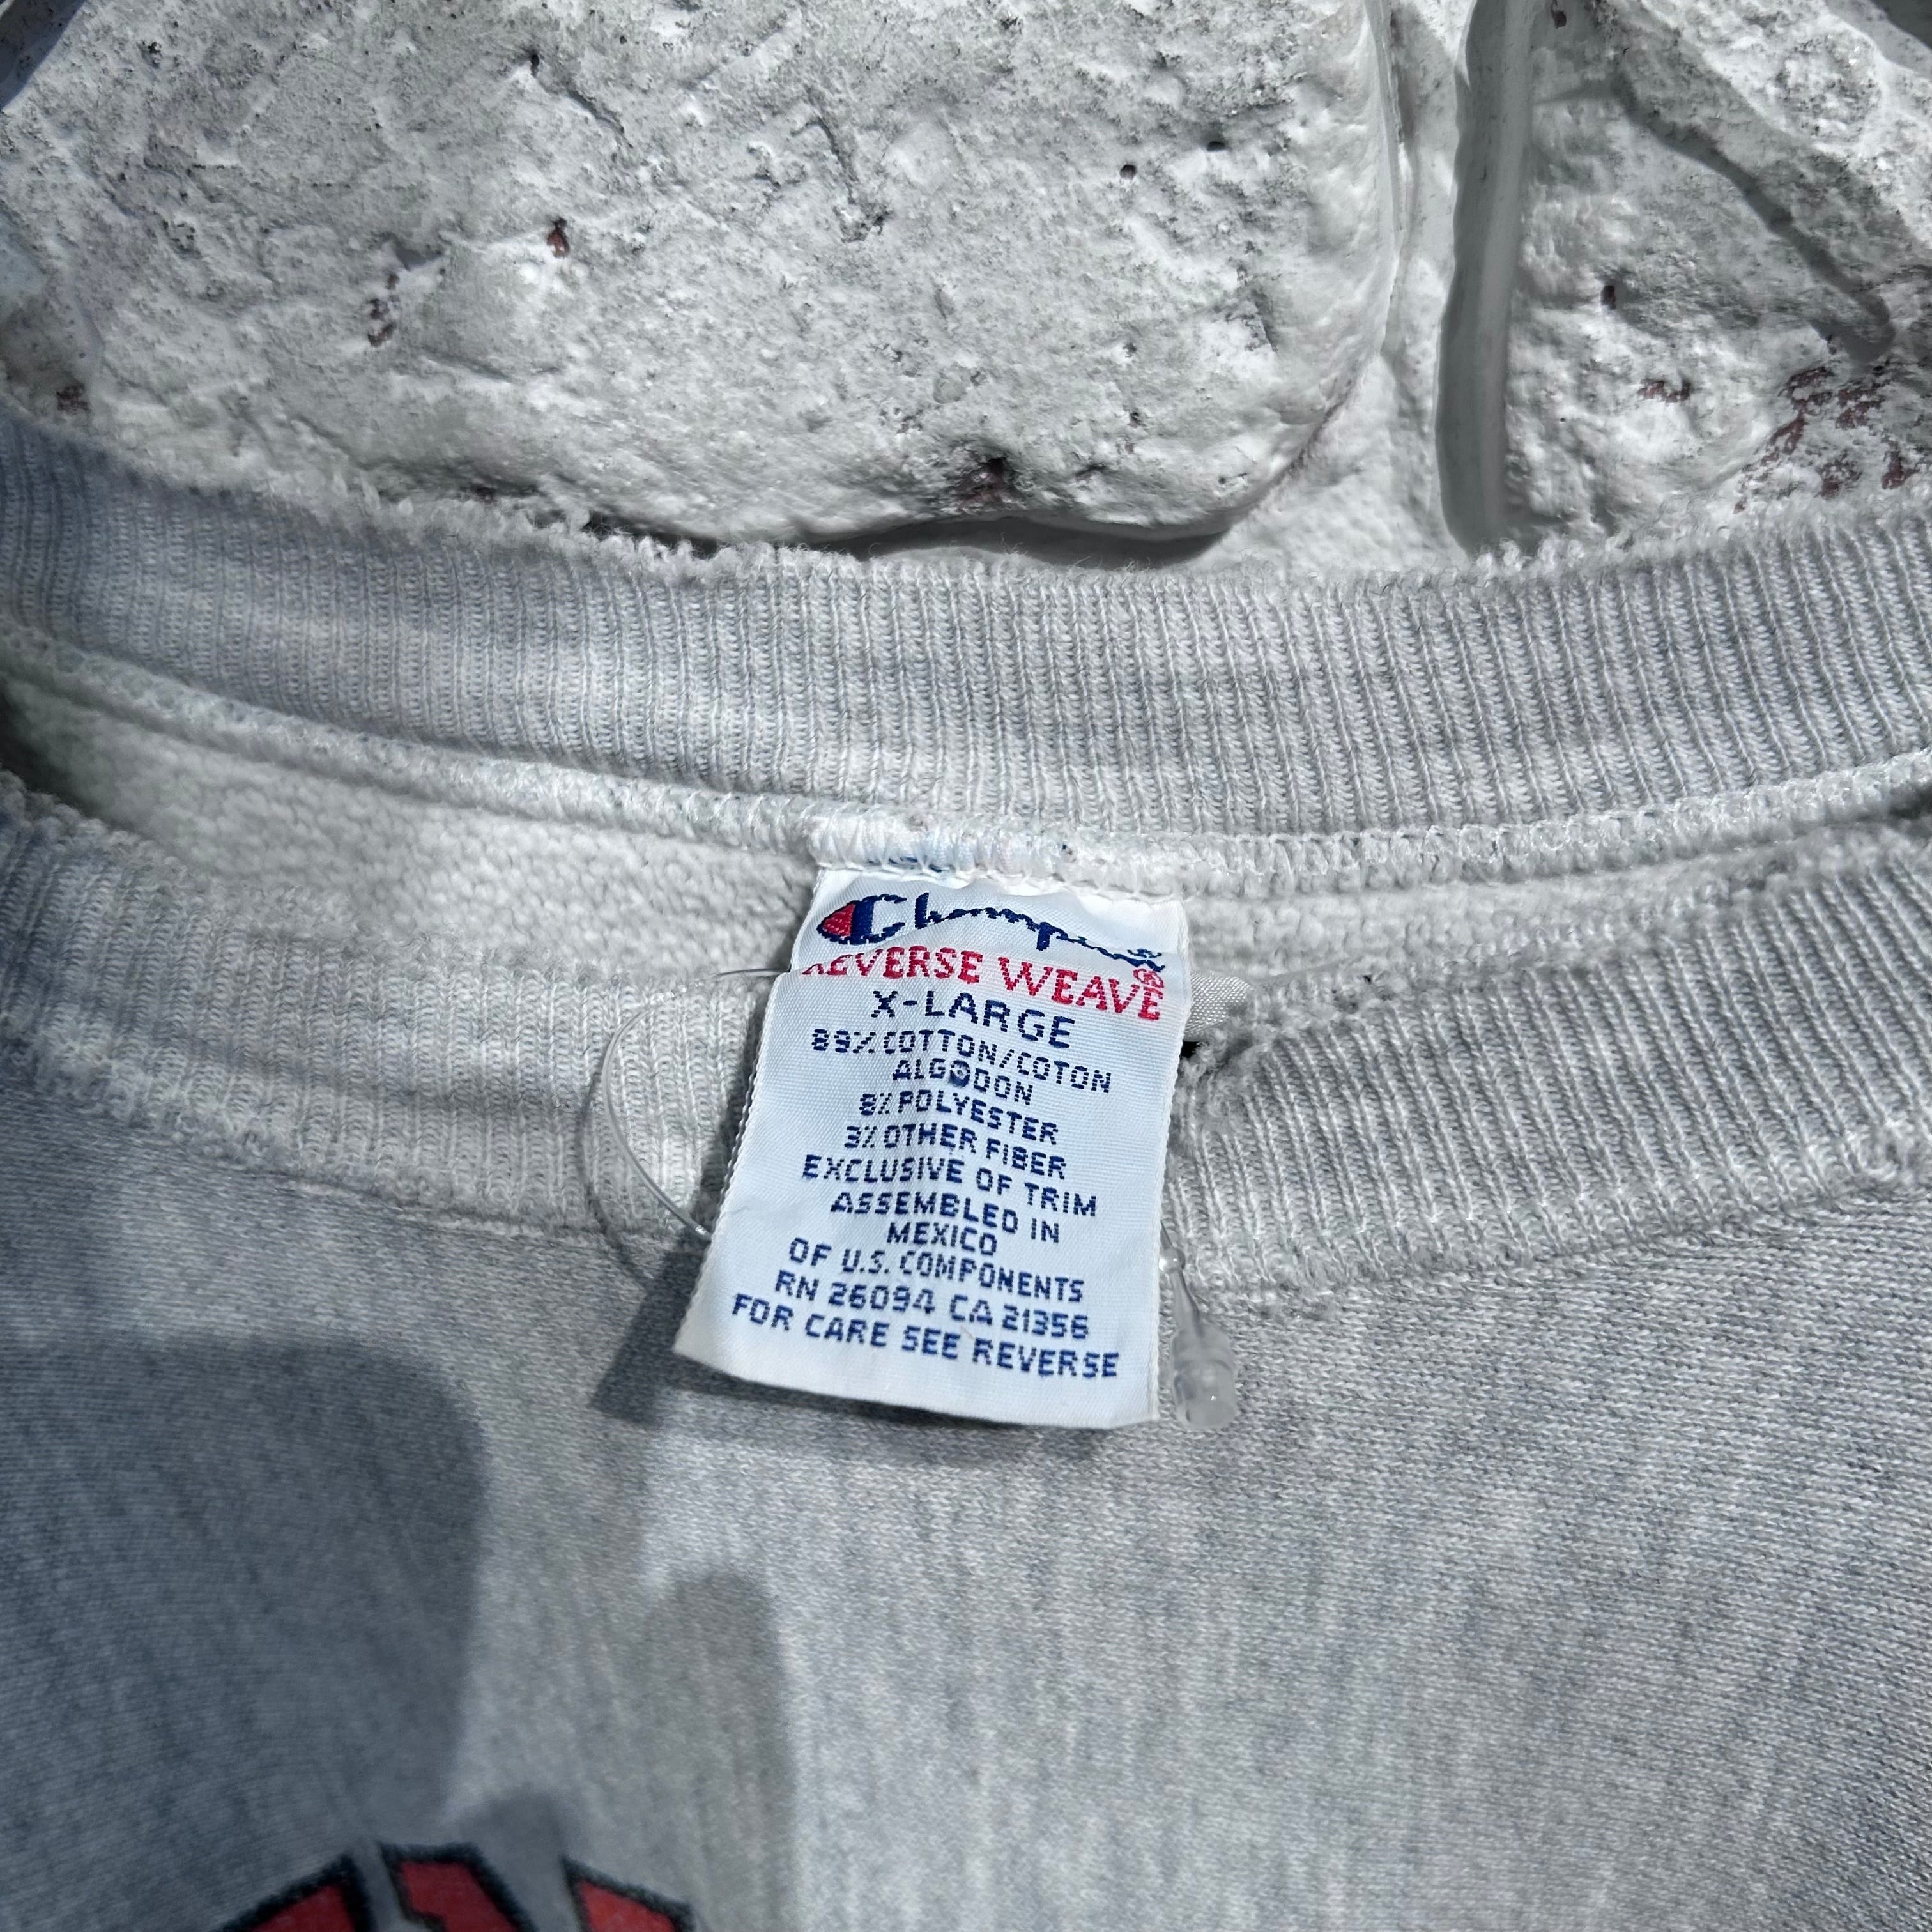 Champion
REVERSE WEAVE®
X-LARGE
89% COTTON/COTON
ALGODON
8% POLYESTER
3% OTHER FIBER
EXCLUSIVE OF TRIM
ASSEMBLED IN
MEXICO
OF U.S. COMPONENTS
RN 26094 CA 21356
FOR CARE SEE REVERSE